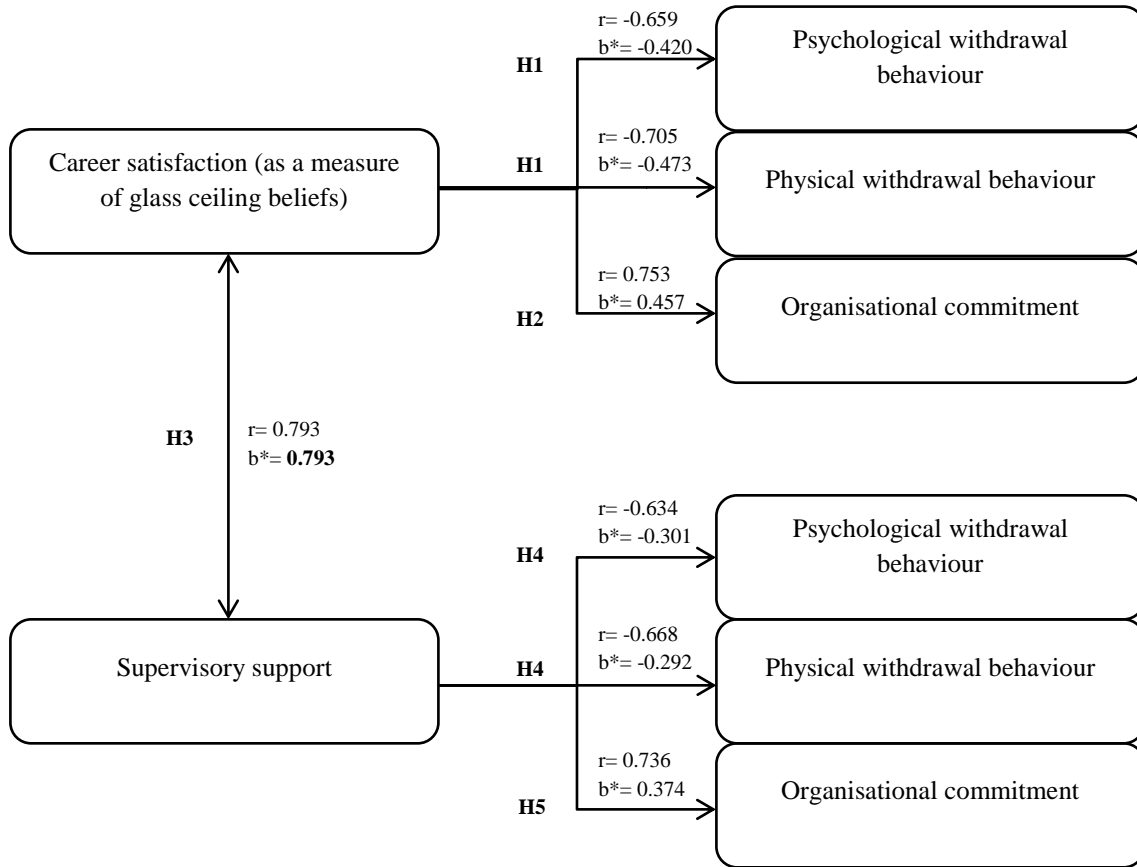 r= -0.659
b*= -0.420
H1
Psychological withdrawal
behaviour
Career satisfaction (as a measure
of glass ceiling beliefs)
r= -0.705
b*= -0.473
H1
Physical withdrawal behaviour
r= 0.753
b*= 0.457
H2
Organisational commitment
H3
r= 0.793
b*= 0.793
r= -0.634
b*= -0.301
H4
Psychological withdrawal
behaviour
Supervisory support
r= -0.668
b*= -0.292
H4
Physical withdrawal behaviour
r= 0.736
b*= 0.374
H5
Organisational commitment